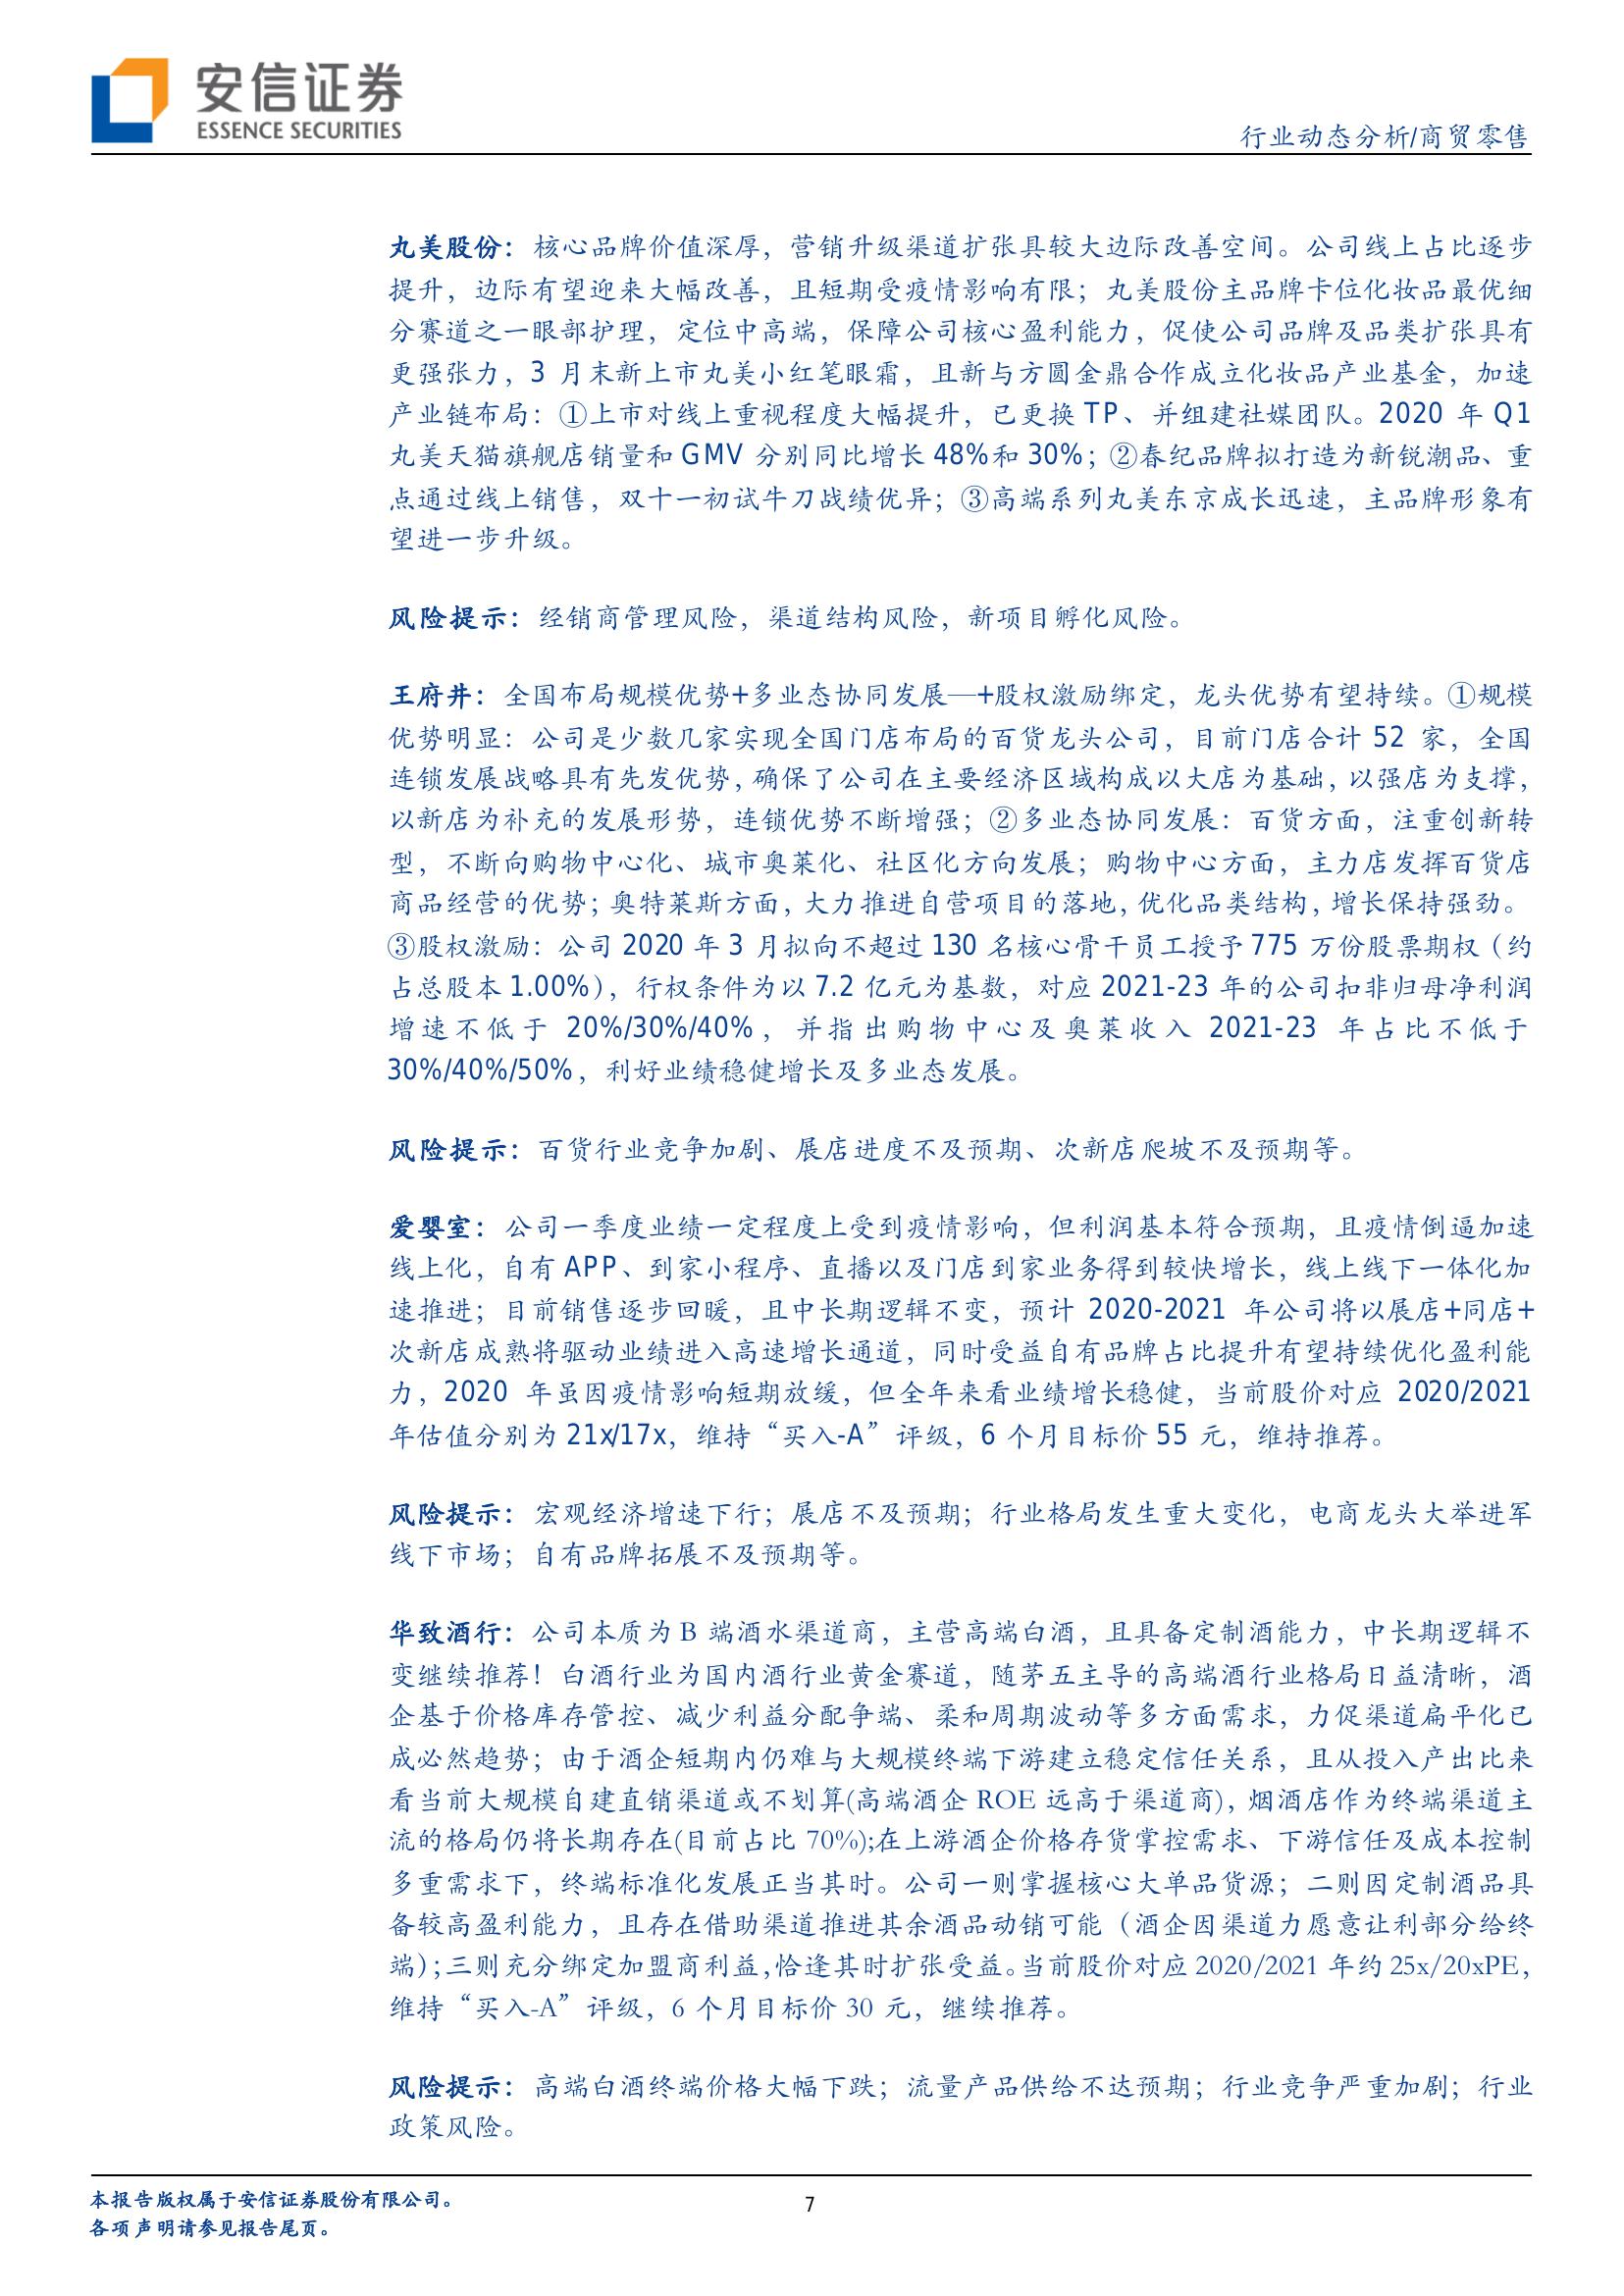 安信证券
ESSENCE SECURITIES
行业动态分析/商贸零售
丸美股份：核心品牌价值深厚，营销升级渠道扩张具较大边际改善空间。公司线上占比逐步
提升，边际有望迎来大幅改善，且短期受疫情影响有限；丸美股份主品牌卡位化妆品最优细
分赛道之一眼部护理，定位中高端，保障公司核心盈利能力，促使公司品牌及品类扩张具有
更强张力，3 月末新上市丸美小红笔眼霜，且新与方圆金鼎合作成立化妆品产业基金，加速
产业链布局：①上市对线上重视程度大幅提升，已更换 TP、并组建社媒团队。2020 年 Q1
丸美天猫旗舰店销量和 GMV 分别同比增长 48%和 30%；②春纪品牌拟打造为新锐潮品、重
点通过线上销售，双十一初试牛刀战绩优异；③高端系列丸美东京成长迅速，主品牌形象有
望进一步升级。
风险提示：经销商管理风险，渠道结构风险，新项目孵化风险。
王府井：全国布局规模优势+多业态协同发展—+股权激励绑定，龙头优势有望持续。①规模
优势明显：公司是少数几家实现全国门店布局的百货龙头公司，目前门店合计 52 家，全国
连锁发展战略具有先发优势，确保了公司在主要经济区域构成以大店为基础，以强店为支撑，
以新店为补充的发展形势，连锁优势不断增强；②多业态协同发展：百货方面，注重创新转
型，不断向购物中心化、城市奥莱化、社区化方向发展；购物中心方面，主力店发挥百货店
商品经营的优势；奥特莱斯方面，大力推进自营项目的落地，优化品类结构，增长保持强劲。
③股权激励：公司 2020 年 3 月拟向不超过 130 名核心骨干员工授予 775 万份股票期权（约
占总股本 1.00%），行权条件为以 7.2 亿元为基数，对应 2021-23 年的公司扣非归母净利润
增速不低于 20%/30%/40%，并指出购物中心及奥莱收入 2021-23 年占比不低于
30%/40%/50%，利好业绩稳健增长及多业态发展。
风险提示：百货行业竞争加剧、展店进度不及预期、次新店爬坡不及预期等。
爱婴室：公司一季度业绩一定程度上受到疫情影响，但利润基本符合预期，且疫情倒逼加速
线上化，自有 APP、到家小程序、直播以及门店到家业务得到较快增长，线上线下一体化加
速推进；目前销售逐步回暖，且中长期逻辑不变，预计 2020-2021 年公司将以展店+同店+
次新店成熟将驱动业绩进入高速增长通道，同时受益自有品牌占比提升有望持续优化盈利能
力，2020 年虽因疫情影响短期放缓，但全年来看业绩增长稳健，当前股价对应 2020/2021
年估值分别为 21x/17x，维持“买入-A”评级，6 个月目标价 55 元，维持推荐。
风险提示：宏观经济增速下行；展店不及预期；行业格局发生重大变化，电商龙头大举进军
线下市场；自有品牌拓展不及预期等。
华致酒行：公司本质为 B 端酒水渠道商，主营高端白酒，且具备定制酒能力，中长期逻辑不
变继续推荐！白酒行业为国内酒行业黄金赛道，随茅五主导的高端酒行业格局日益清晰，酒
企基于价格库存管控、减少利益分配争端、柔和周期波动等多方面需求，力促渠道扁平化已
成必然趋势；由于酒企短期内仍难与大规模终端下游建立稳定信任关系，且从投入产出比来
看当前大规模自建直销渠道或不划算(高端酒企 ROE 远高于渠道商)，烟酒店作为终端渠道主
流的格局仍将长期存在(目前占比 70%);在上游酒企价格存货掌控需求、下游信任及成本控制
多重需求下，终端标准化发展正当其时。公司一则掌握核心大单品货源；二则因定制酒品具
备较高盈利能力，且存在借助渠道推进其余酒品动销可能（酒企因渠道力愿意让利部分给终
端）；三则充分绑定加盟商利益，恰逢其时扩张受益。当前股价对应 2020/2021 年约 25x/20xPE，
维持“买入-A”评级，6 个月目标价 30 元，继续推荐。
风险提示：高端白酒终端价格大幅下跌；流量产品供给不达预期；行业竞争严重加剧；行业
政策风险。
本报告版权属于安信证券股份有限公司。
各项声明请参见报告尾页。
7